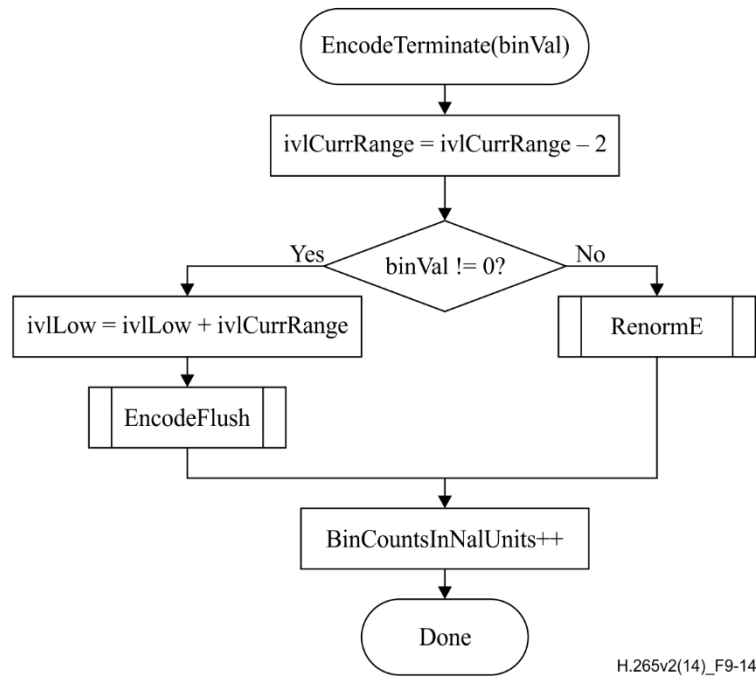 EncodeTerminate(binVal)
ivlCurrRange = ivlCurrRange – 2
binVal != 0?
Yes
No
ivlLow = ivlLow + ivlCurrRange
RenormE
EncodeFlush
BinCountsInNalUnits++
Done
H.265v2(14)_F9-14